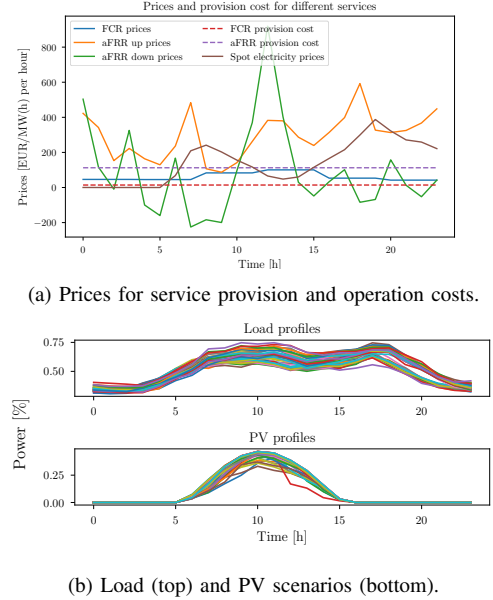 Prices and provision cost for different services
Prices [EUR/MW(h) per hour]
800
600
400
200
0
−200
FCR prices
aFRR up prices
aFRR down prices
FCR provision cost
aFRR provision cost
Spot electricity prices
0 5 10 15 20
Time [h]
(a) Prices for service provision and operation costs.
Load profiles
Power [%]
0.75
0.50
0 5 10 15 20
PV profiles
0.25
0.00
0 5 10 15 20
Time [h]
(b) Load (top) and PV scenarios (bottom).